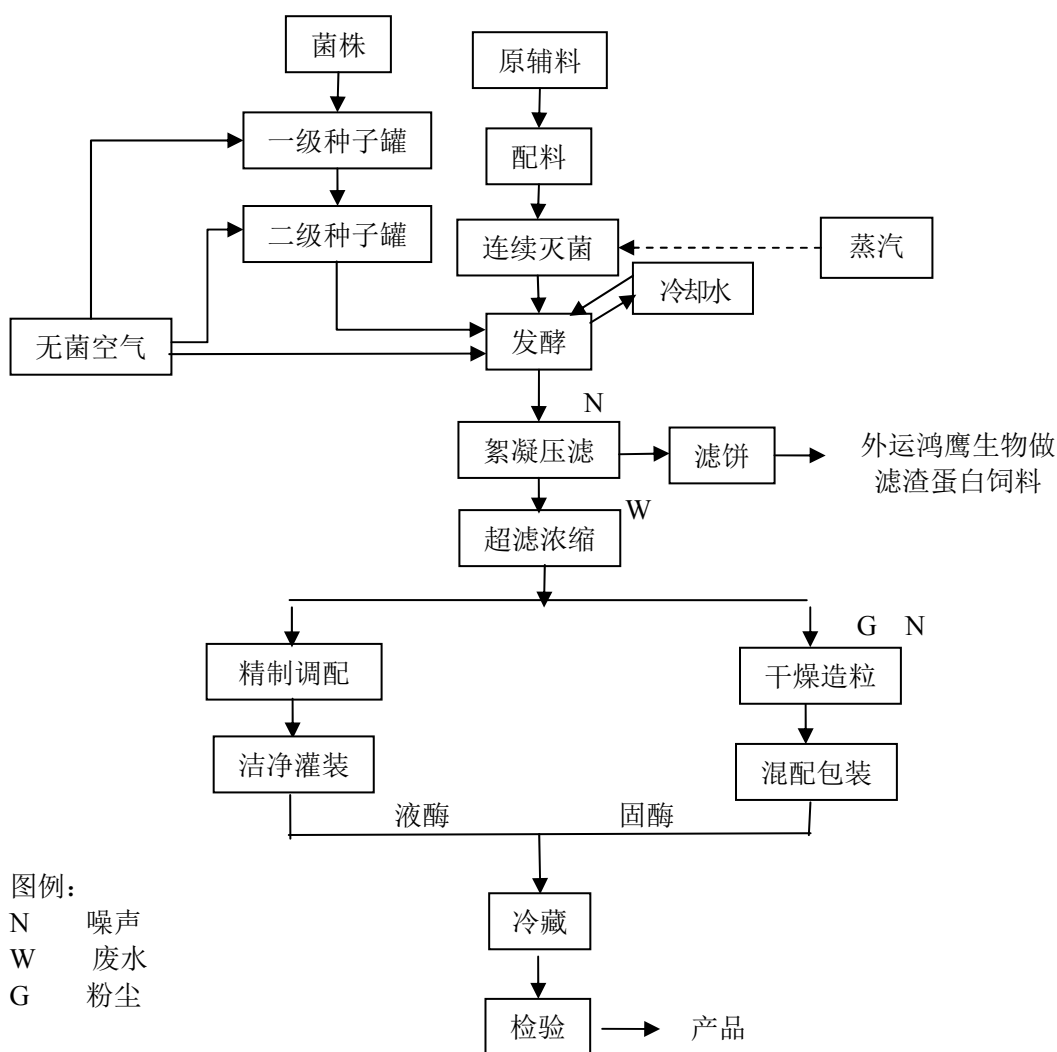 菌株
原辅料
一级种子罐
配料
二级种子罐
连续灭菌
蒸汽
冷却水
无菌空气
发酵
N
絮凝压滤
滤饼
外运鸿鹰生物做
滤渣蛋白饲料
W
超滤浓缩
G N
精制调配
干燥造粒
洁净灌装
混配包装
液酶
固酶
图例：
N 噪声
W 废水
G 粉尘
冷藏
检验
产品